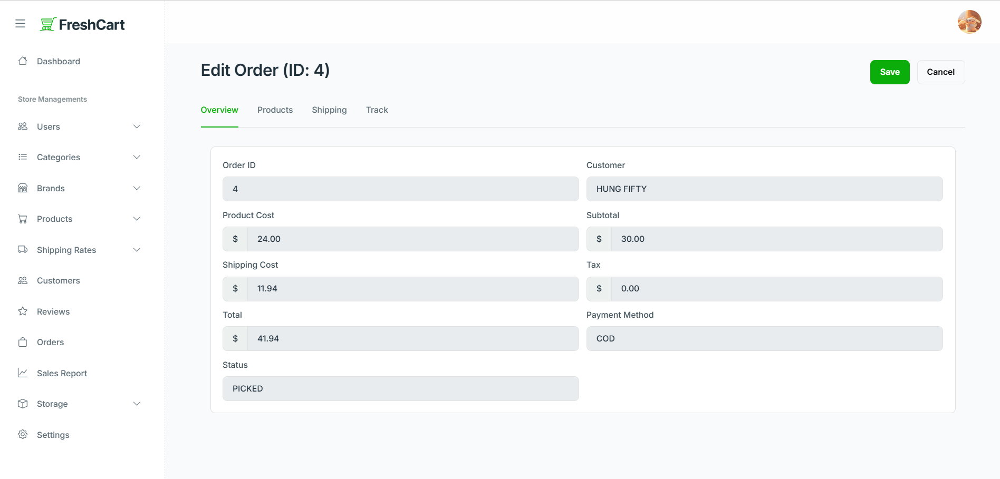 FreshCart
Dashboard
Store Managements
Users
Categories
Brands
Products
Shipping Rates
Customers
Reviews
Orders
Sales Report
Storage
Settings
Edit Order (ID: 4)
Save
Cancel
Overview
Products
Shipping
Track
Order ID
4
Customer
HUNG FIFTY
Product Cost
$ 24.00
Subtotal
$ 30.00
Shipping Cost
$ 11.94
Tax
$ 0.00
Total
$ 41.94
Payment Method
COD
Status
PICKED